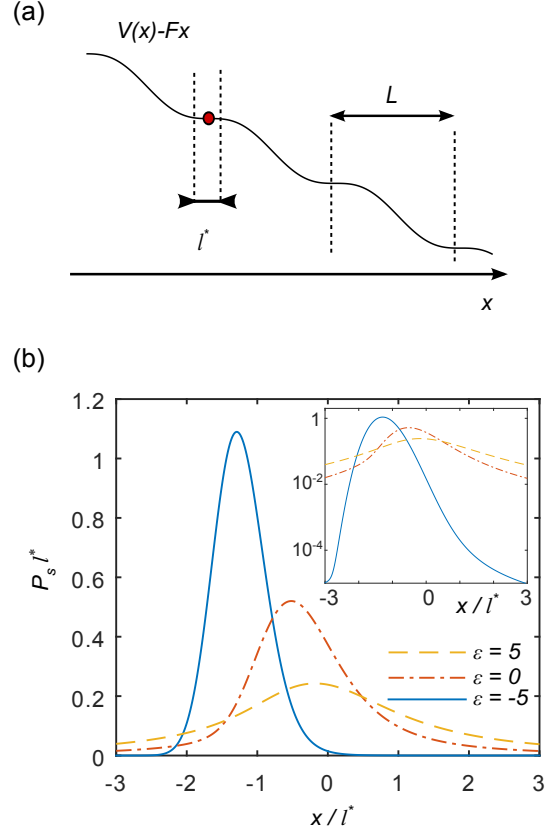 (a)
V(x)-Fx
L
l*
x
(b)
1.2
1
0.8
0.6
0.4
0.2
0
P_s l*
-3 -2 -1 0 1 2 3
x / l*
1
10^-2
10^-4
-3 0 3
x / l*
ε = 5
ε = 0
ε = -5